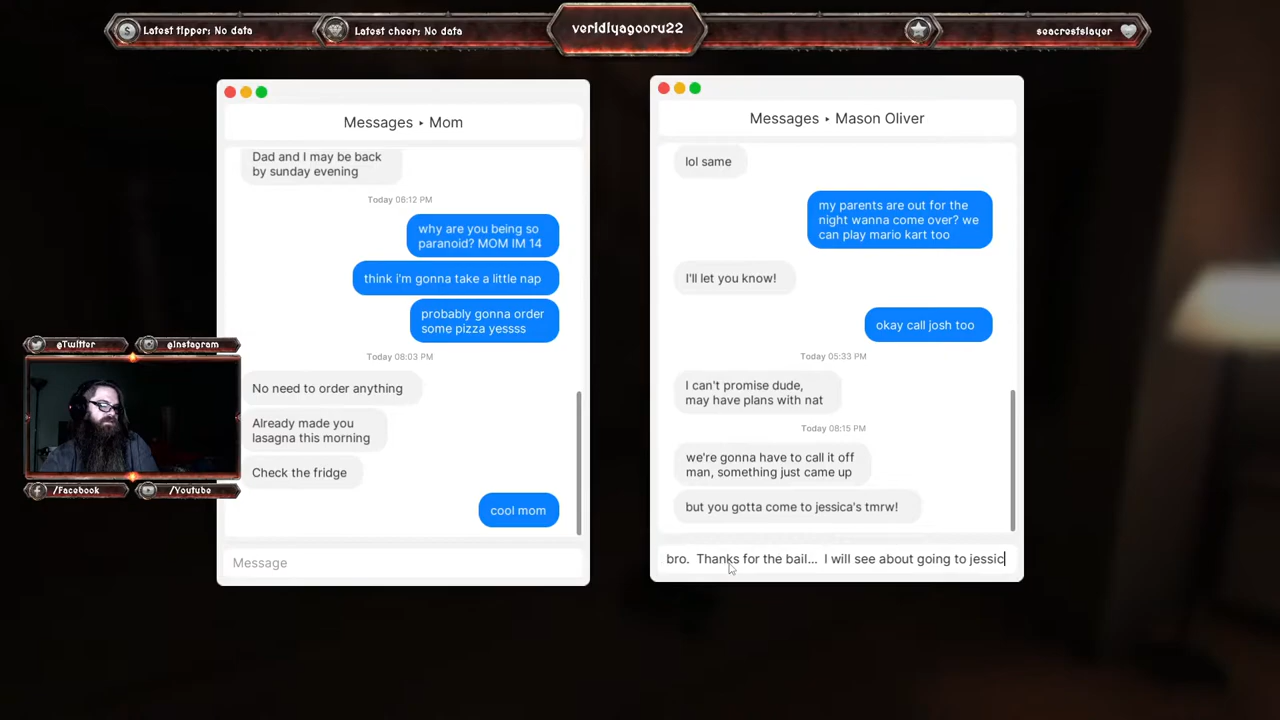 Latest tipper: No data
Latest cheer: No data
veridiyagooru22
seacrestslayer
Messages ▸ Mom
Dad and I may be back
by sunday evening
Today 06:12 PM
why are you being so
paranoid? MOM IM 14
think i'm gonna take a little nap
probably gonna order
some pizza yessss
Today 08:03 PM
No need to order anything
Already made you
lasagna this morning
Check the fridge
cool mom
Message
Messages ▸ Mason Oliver
lol same
my parents are out for the
night wanna come over? we
can play mario kart too
I'll let you know!
okay call josh too
Today 05:33 PM
I can't promise dude,
may have plans with nat
Today 08:15 PM
we're gonna have to call it off
man, something just came up
but you gotta come to jessica's tmrw!
bro.  Thanks for the bail...  I will see about going to jessic
@Twitter
@Instagram
/Facebook
/Youtube